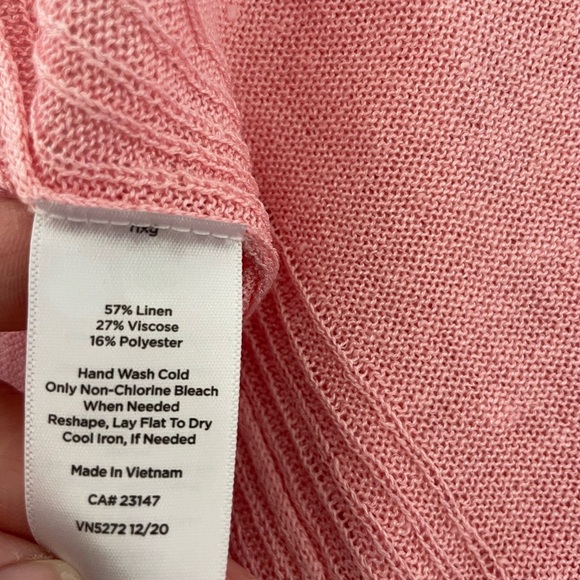 57% Linen
27% Viscose
16% Polyester
Hand Wash Cold
Only Non-Chlorine Bleach
When Needed
Reshape, Lay Flat To Dry
Cool Iron, If Needed
Made In Vietnam
CA# 23147
VN5272 12/20